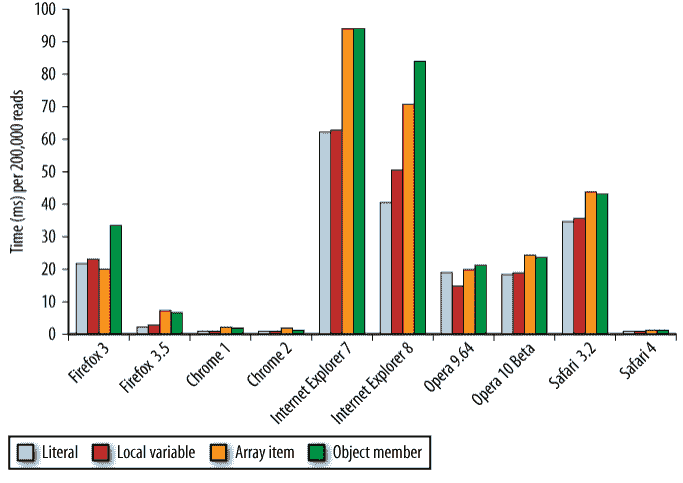 100
90
80
70
60
50
40
30
20
10
0
Time (ms) per 200,000 reads
Firefox 3
Firefox 3.5
Chrome 1
Chrome 2
Internet Explorer 7
Internet Explorer 8
Opera 9.64
Opera 10 Beta
Safari 3.2
Safari 4
Literal Local variable Array item Object member